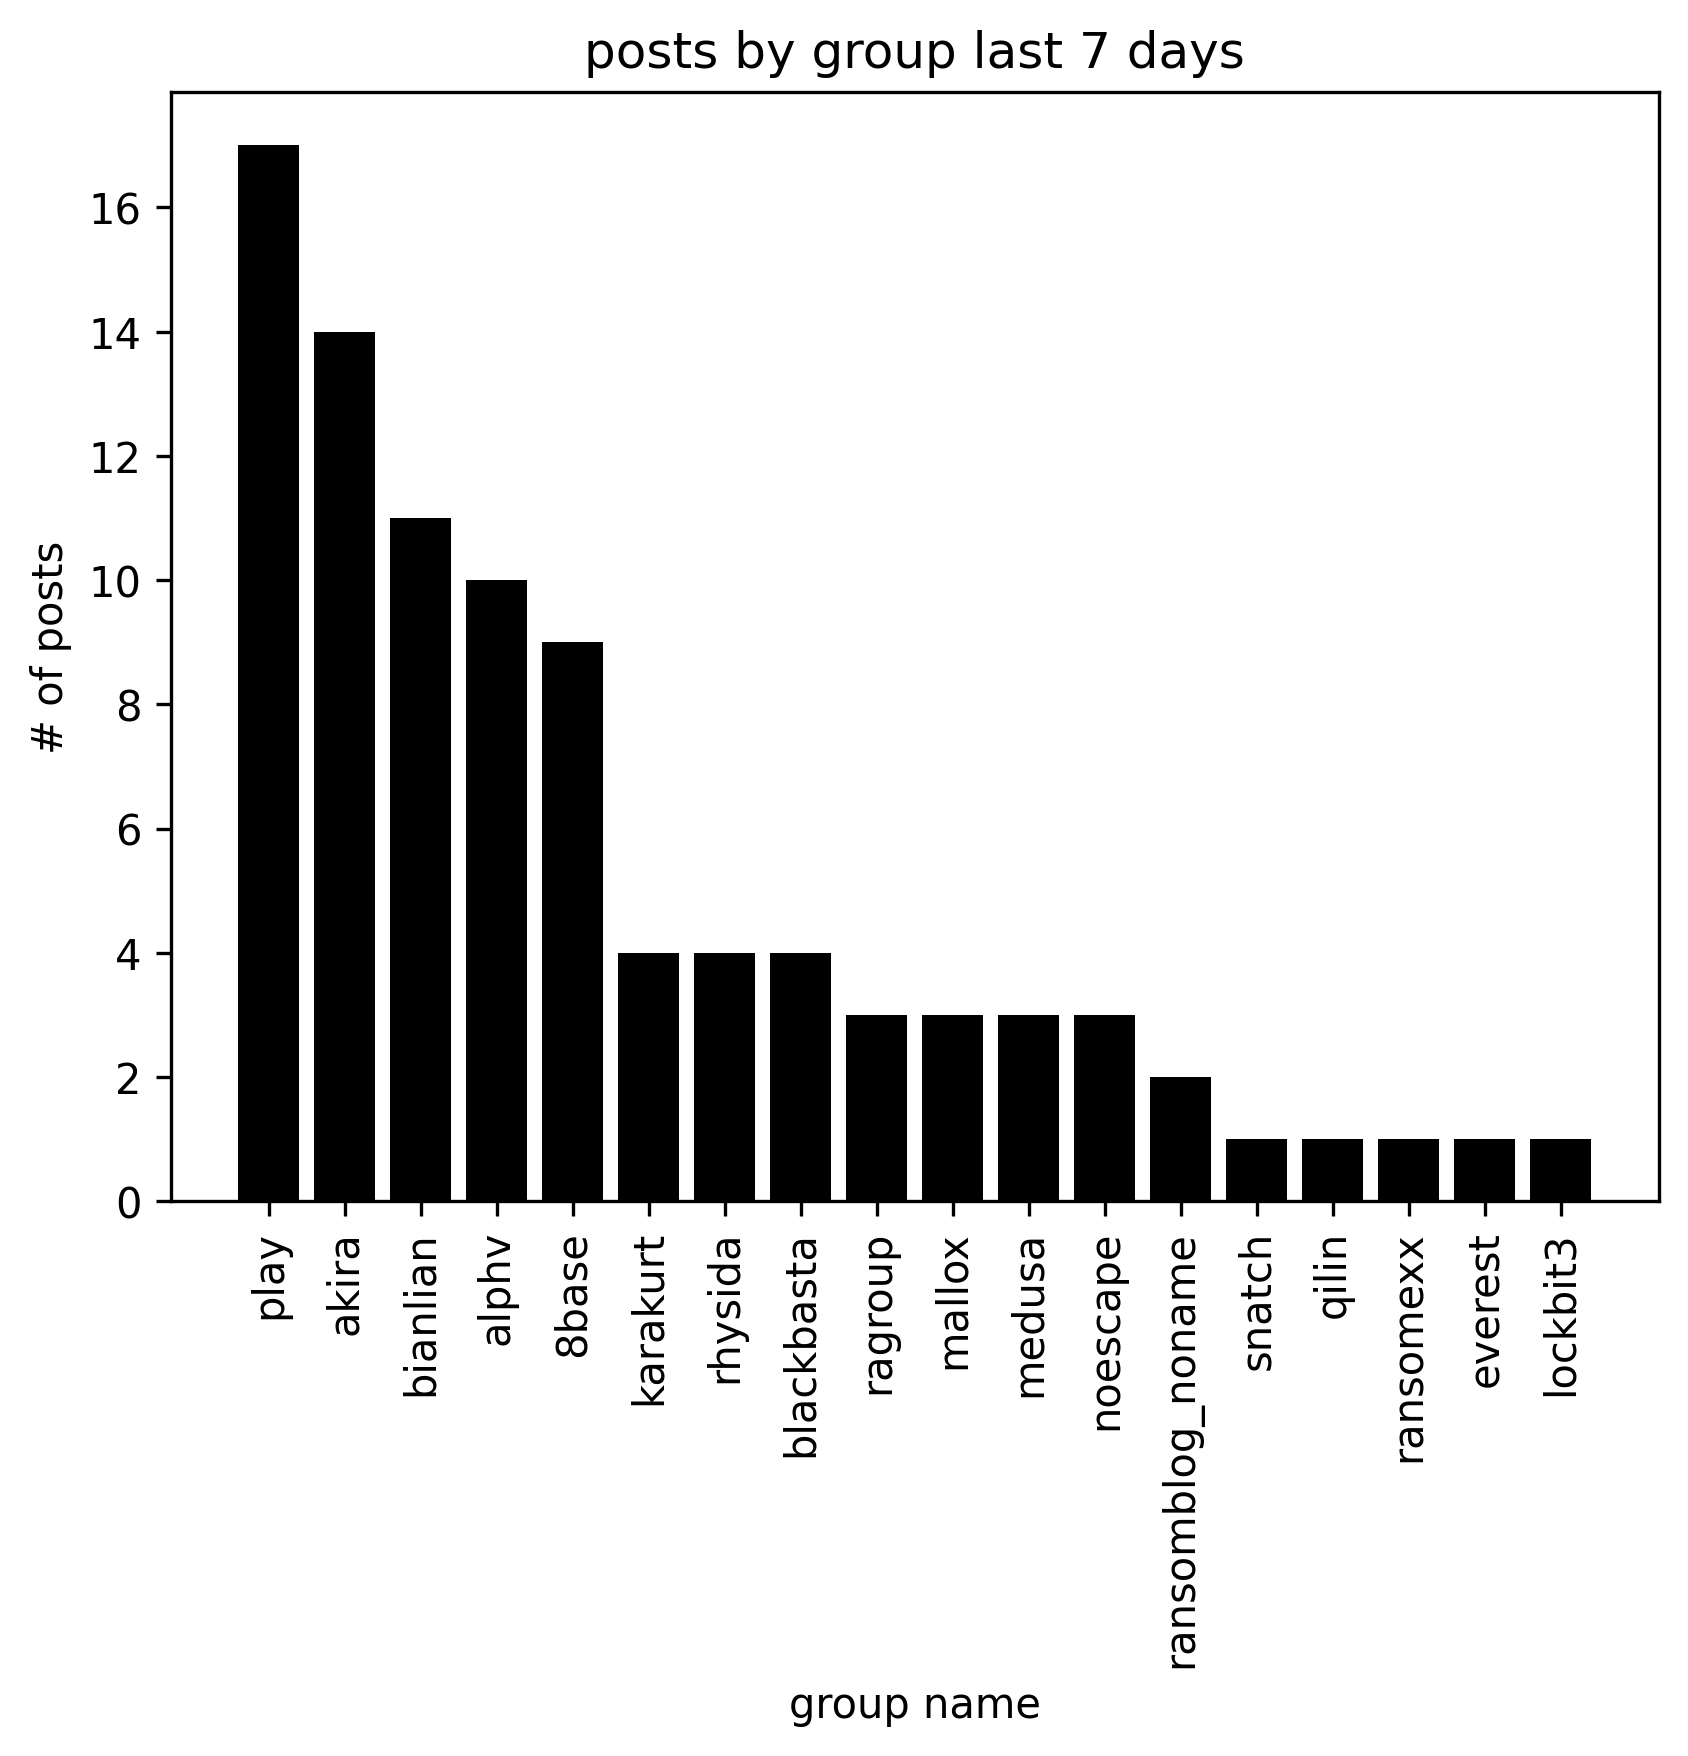 posts by group last 7 days
# of posts
16
14
12
10
8
6
4
2
0
play
akira
bianlian
alphv
8base
karakurt
rhysida
blackbasta
ragroup
mallox
medusa
noescape
ransomblog_noname
snatch
qilin
ransomexx
everest
lockbit3
group name